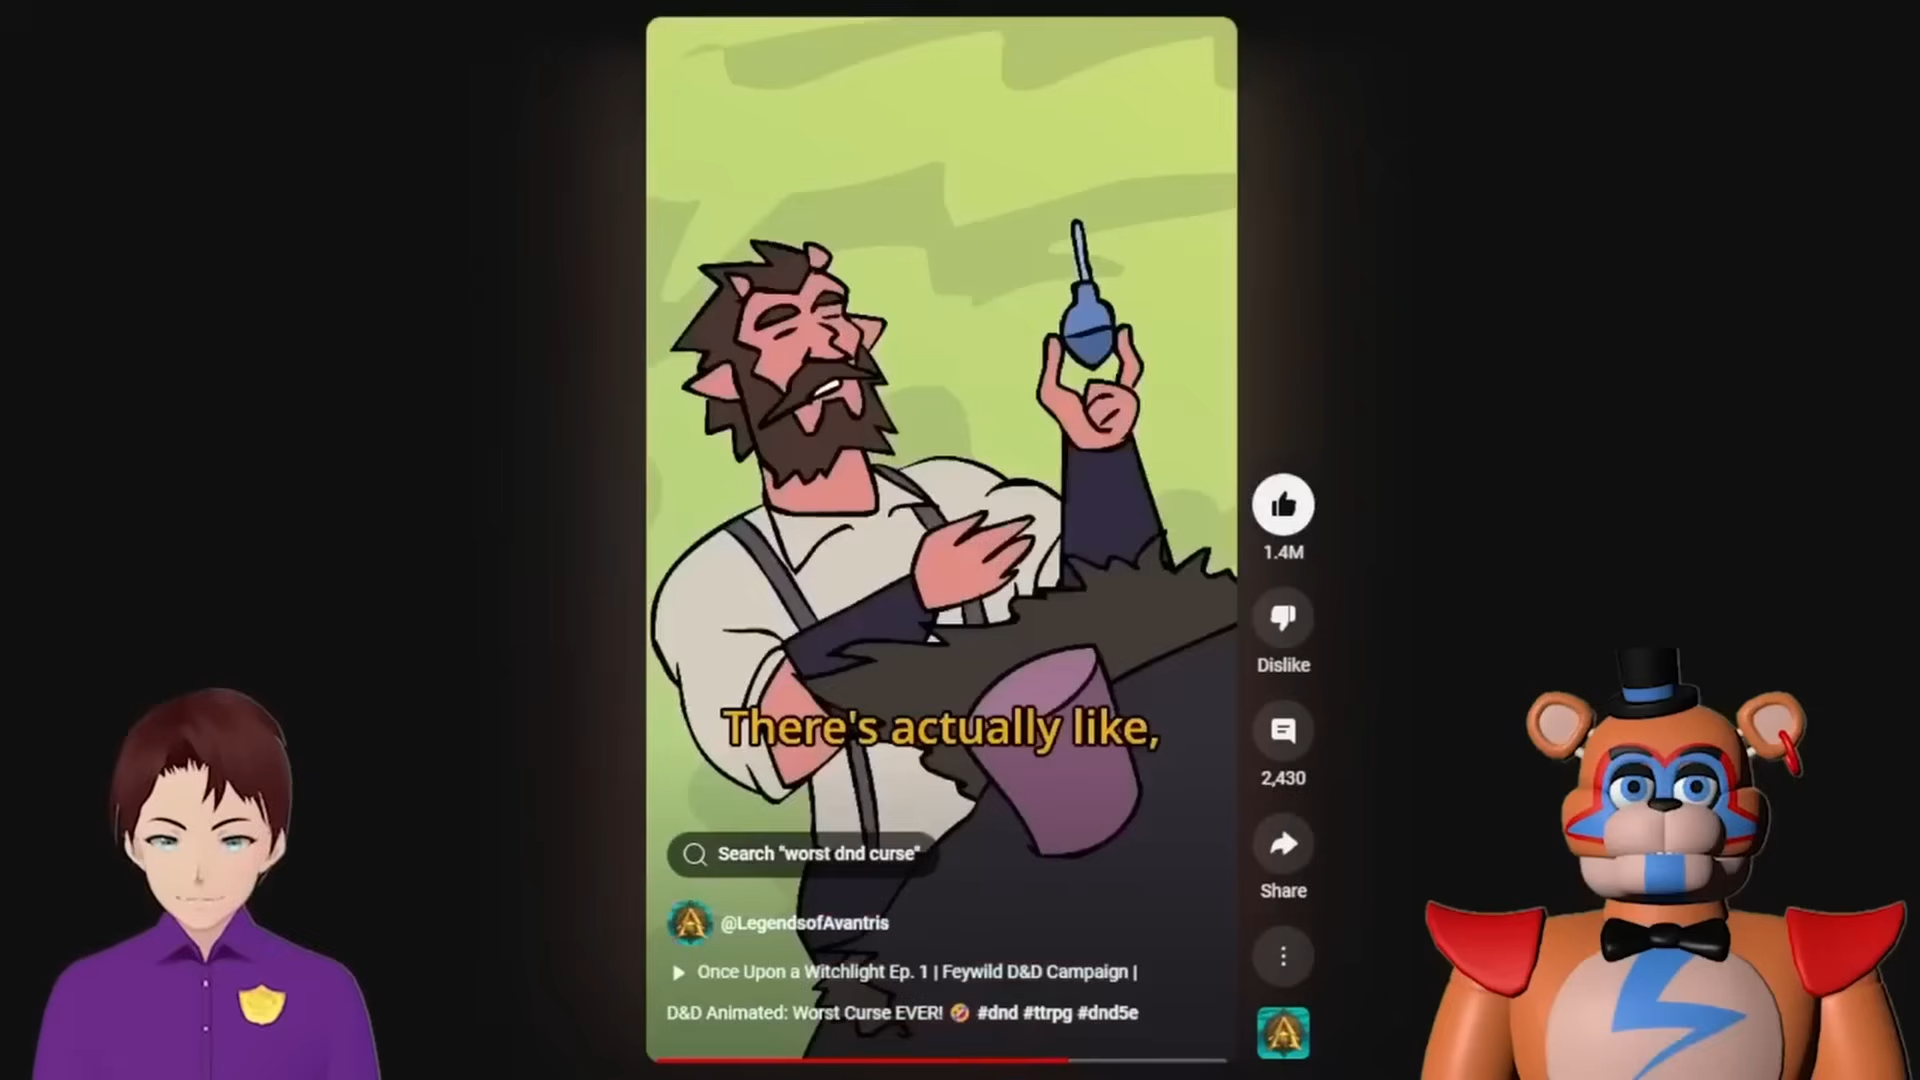 There's actually like,
1.4M
Dislike
2,430
Share
Search "worst dnd curse"
@LegendsofAvantris
Once Upon a Witchlight Ep. 1 | Feywild D&D Campaign |
D&D Animated: Worst Curse EVER! 🤣 #dnd #ttrpg #dnd5e